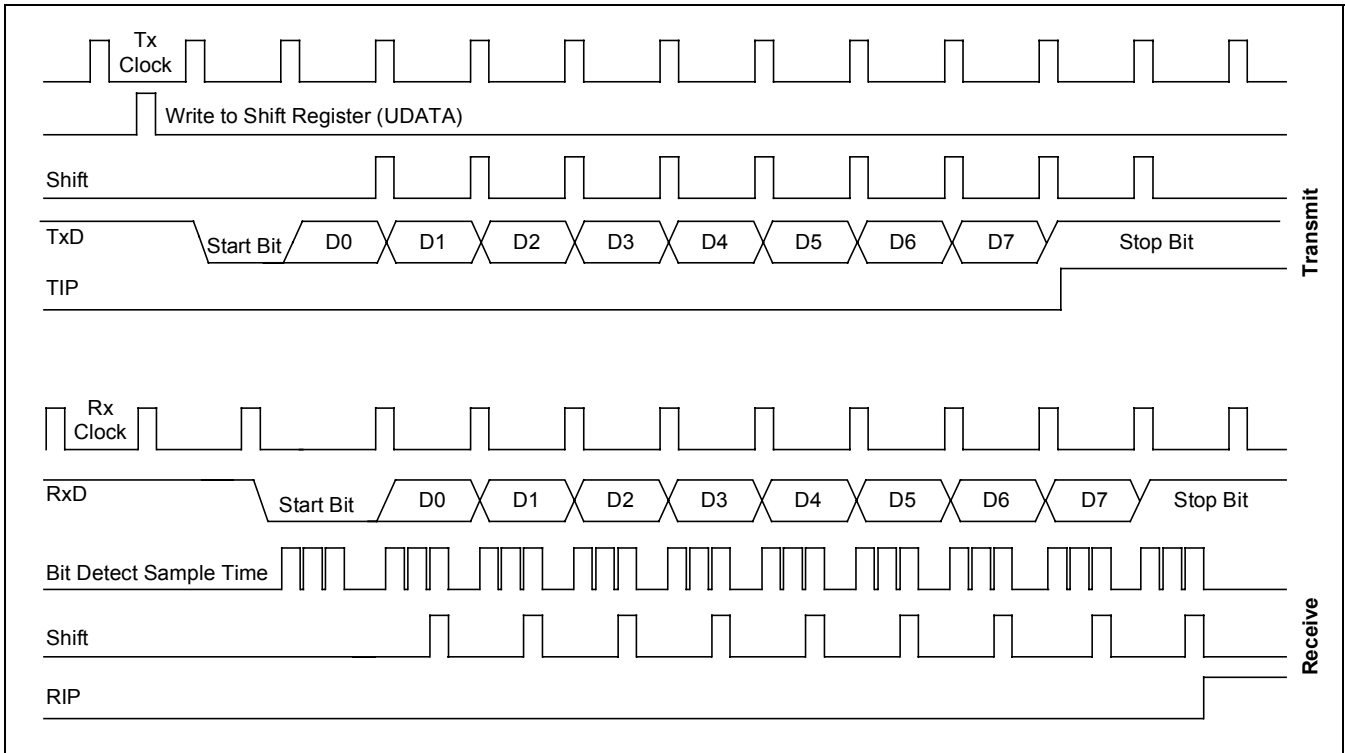 Tx
Clock
Write to Shift Register (UDATA)
Shift
TxD
Start Bit
D0
D1
D2
D3
D4
D5
D6
D7
Stop Bit
TIP
Transmit
Rx
Clock
RxD
Start Bit
D0
D1
D2
D3
D4
D5
D6
D7
Stop Bit
Bit Detect Sample Time
Shift
RIP
Receive